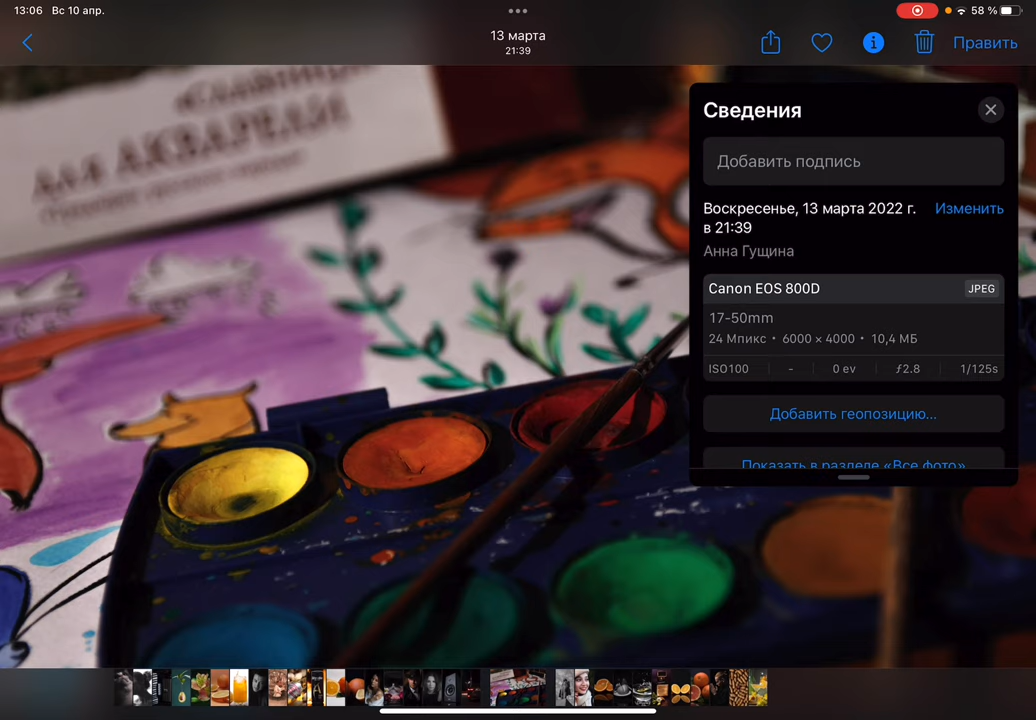 13:06 Вс 10 апр.
58 %
13 марта
21:39
Править
ДЛЯ АКВАРЕЛИ
Сведения
Добавить подпись
Воскресенье, 13 марта 2022 г.
в 21:39
Изменить
Анна Гущина
Canon EOS 800D
JPEG
17-50mm
24 Мпикс • 6000 × 4000 • 10,4 МБ
ISO100 - 0 ev ƒ2.8 1/125s
Добавить геопозицию...
Показать в разделе «Все фото»